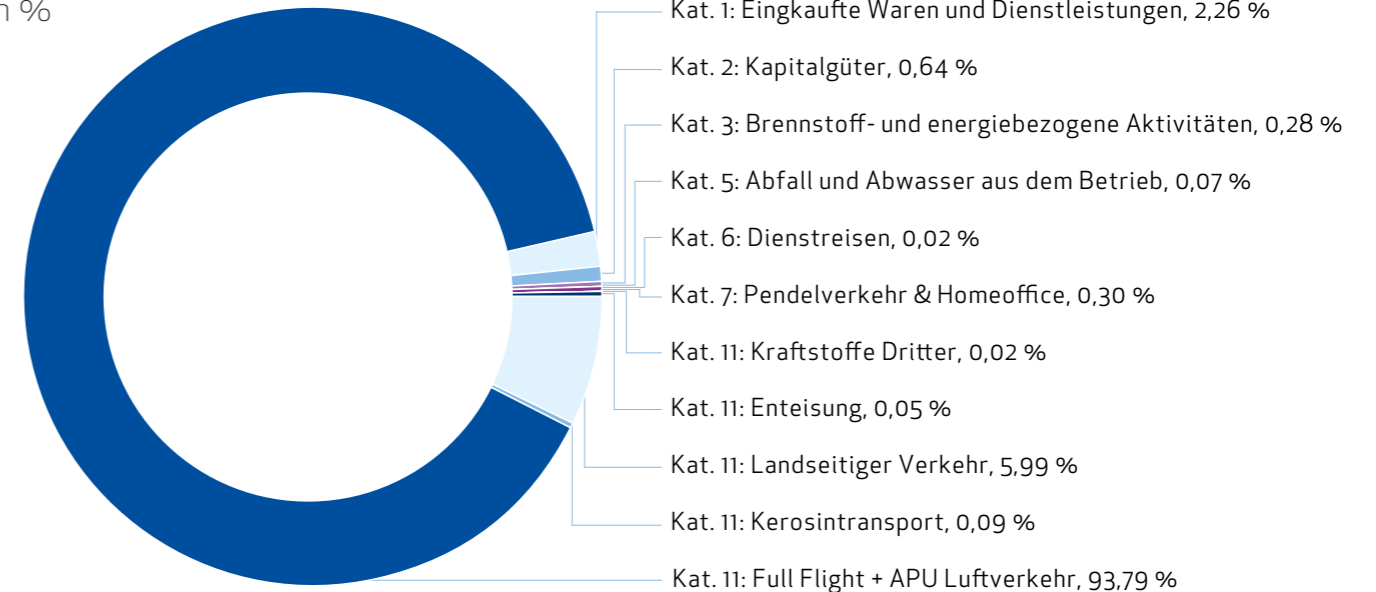 %
Kat. 1: Eingkaufte Waren und Dienstleistungen, 2,26 %
Kat. 2: Kapitalgüter, 0,64 %
Kat. 3: Brennstoff- und energiebezogene Aktivitäten, 0,28 %
Kat. 5: Abfall und Abwasser aus dem Betrieb, 0,07 %
Kat. 6: Dienstreisen, 0,02 %
Kat. 7: Pendelverkehr & Homeoffice, 0,30 %
Kat. 11: Kraftstoffe Dritter, 0,02 %
Kat. 11: Enteisung, 0,05 %
Kat. 11: Landseitiger Verkehr, 5,99 %
Kat. 11: Kerosintransport, 0,09 %
Kat. 11: Full Flight + APU Luftverkehr, 93,79 %